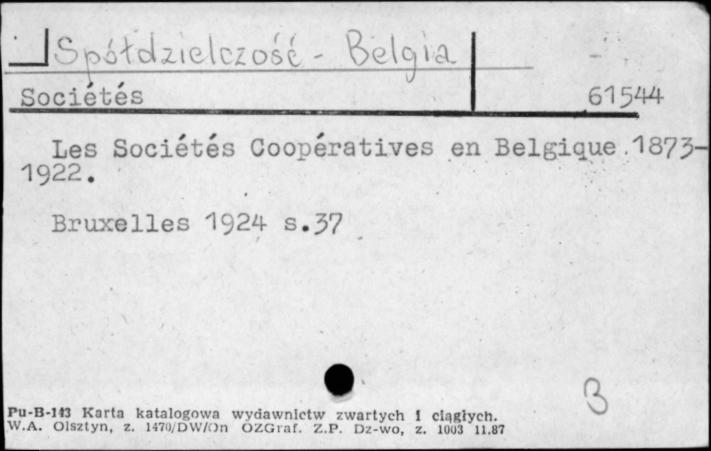 Spółdzielczość - Belgia
Sociétés 61544
Les Sociétés Coopératives en Belgique 1873-
1922.
Bruxelles 1924 s.37
B
Pu-B-143 Karta katalogowa wydawnictw zwartych i ciągłych.
W.A. Olsztyn, z. 1470/DW/On OZGraf. Z.P. Dz-wo, z. 1003 11.87